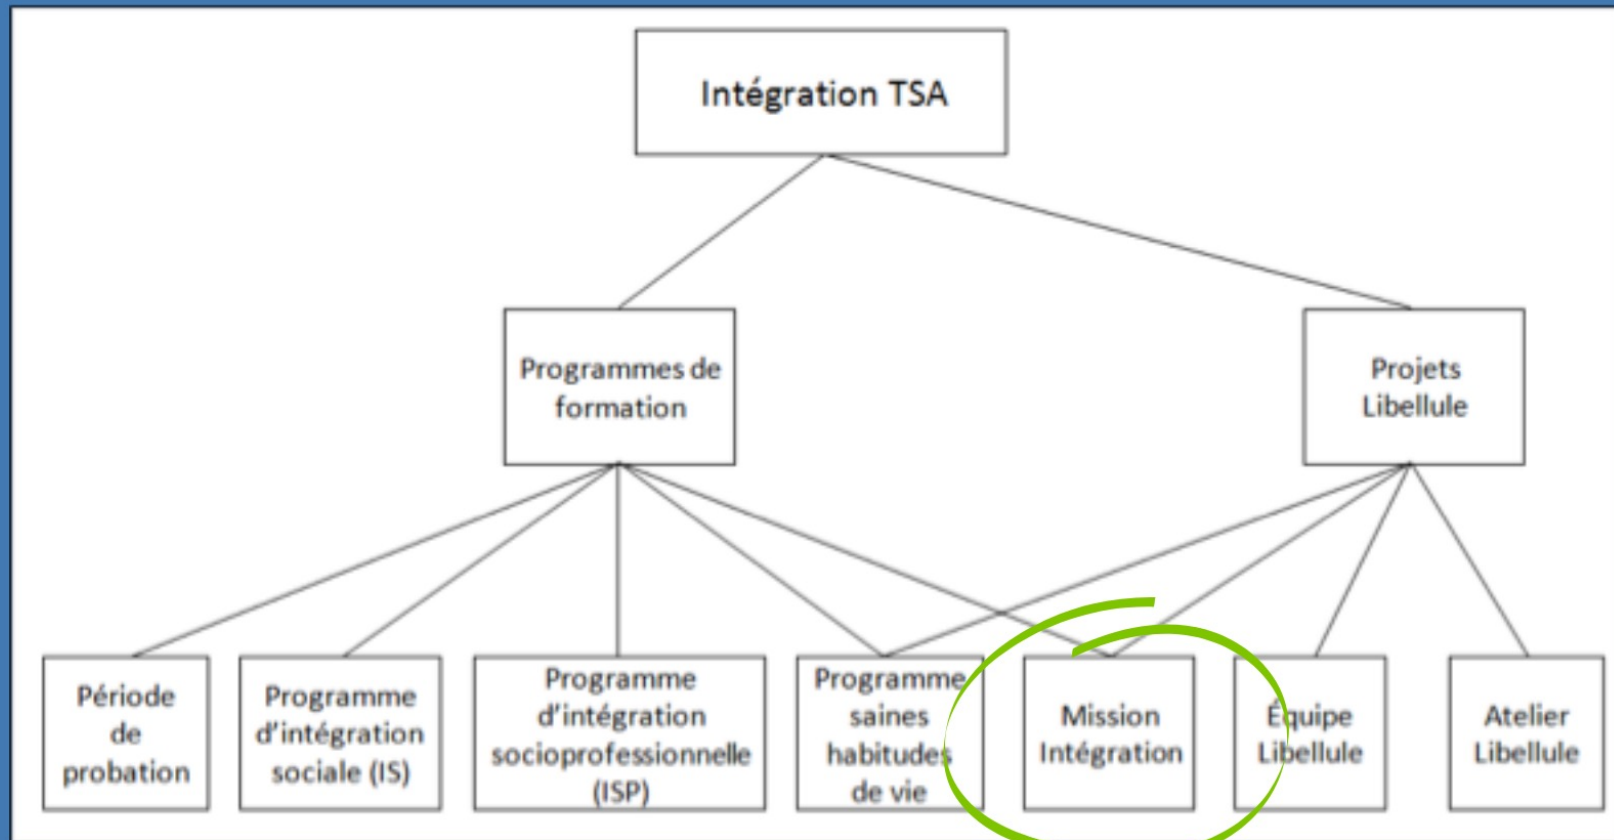 Intégration TSA
Programmes de
formation
Projets
Libellule
Période
de
probation
Programme
d'intégration
sociale (IS)
Programme
d'intégration
socioprofessionnelle
(ISP)
Programme
saines
habitudes
de vie
Mission
Intégration
Équipe
Libellule
Atelier
Libellule